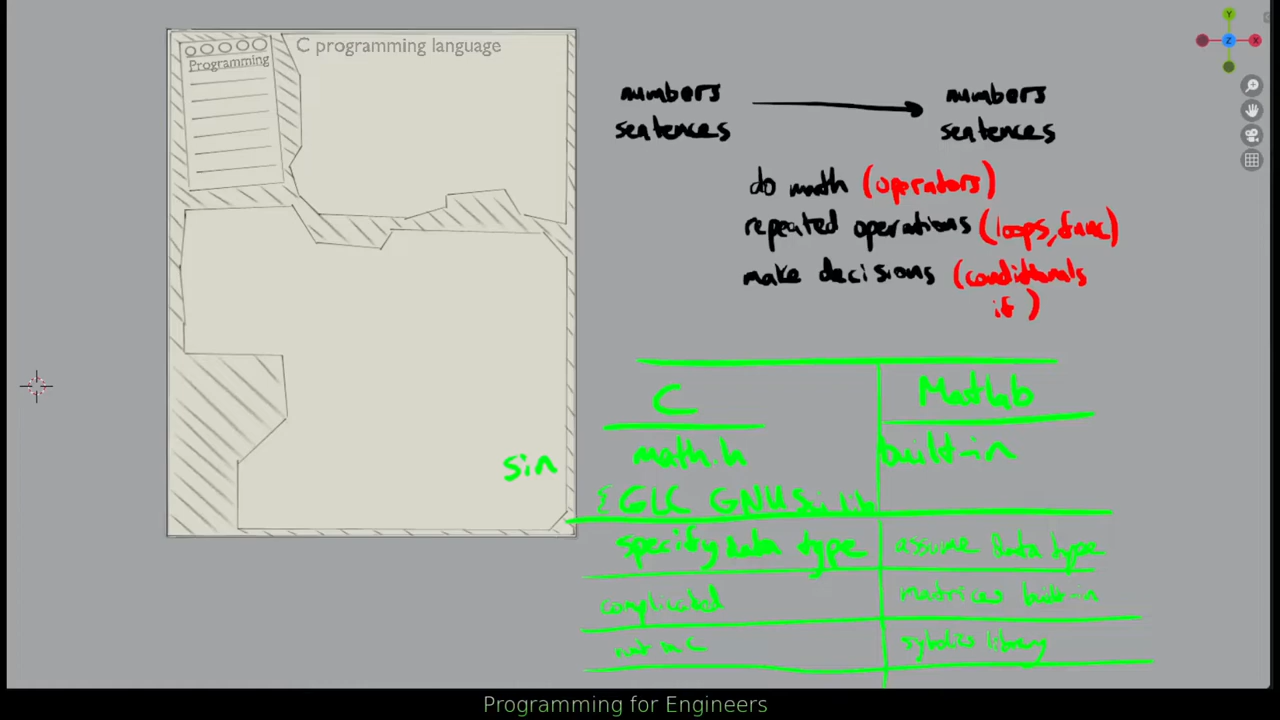 C programming language
Programming
numbers
sentences
numbers
sentences
do math (operators)
repeated operations (loops, func)
make decisions (conditionals
if )
C
Matlab
math.h
built-in
sin
GNU
specify data type
assume Data type
complicated
matrices built-in
library
Programming for Engineers
Y
Z
X